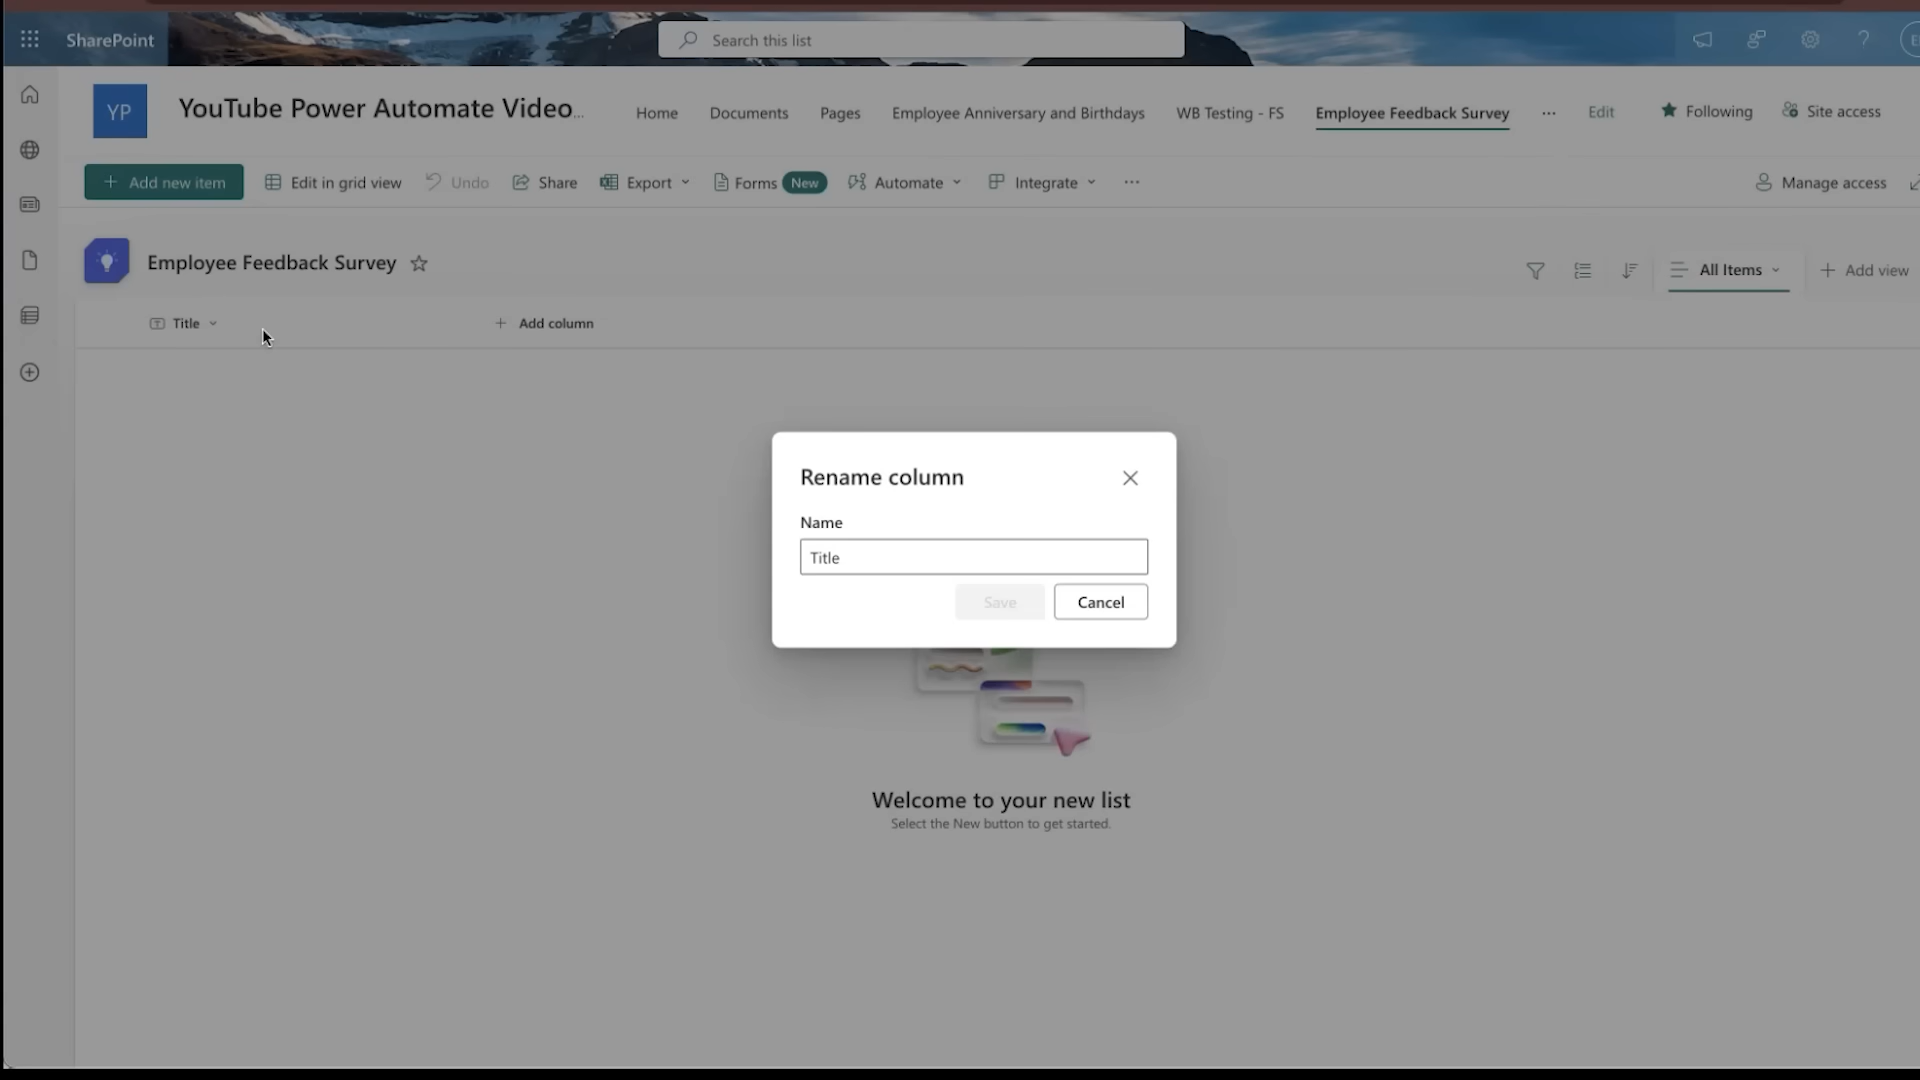 SharePoint
Search this list
YP
YouTube Power Automate Video...
Home
Documents
Pages
Employee Anniversary and Birthdays
WB Testing - FS
Employee Feedback Survey
Edit
Following
Site access
Add new item
Edit in grid view
Undo
Share
Export
Forms
New
Automate
Integrate
Manage access
Employee Feedback Survey
All Items
Add view
Title
Add column
Rename column
Name
Title
Save
Cancel
Welcome to your new list
Select the New button to get started.